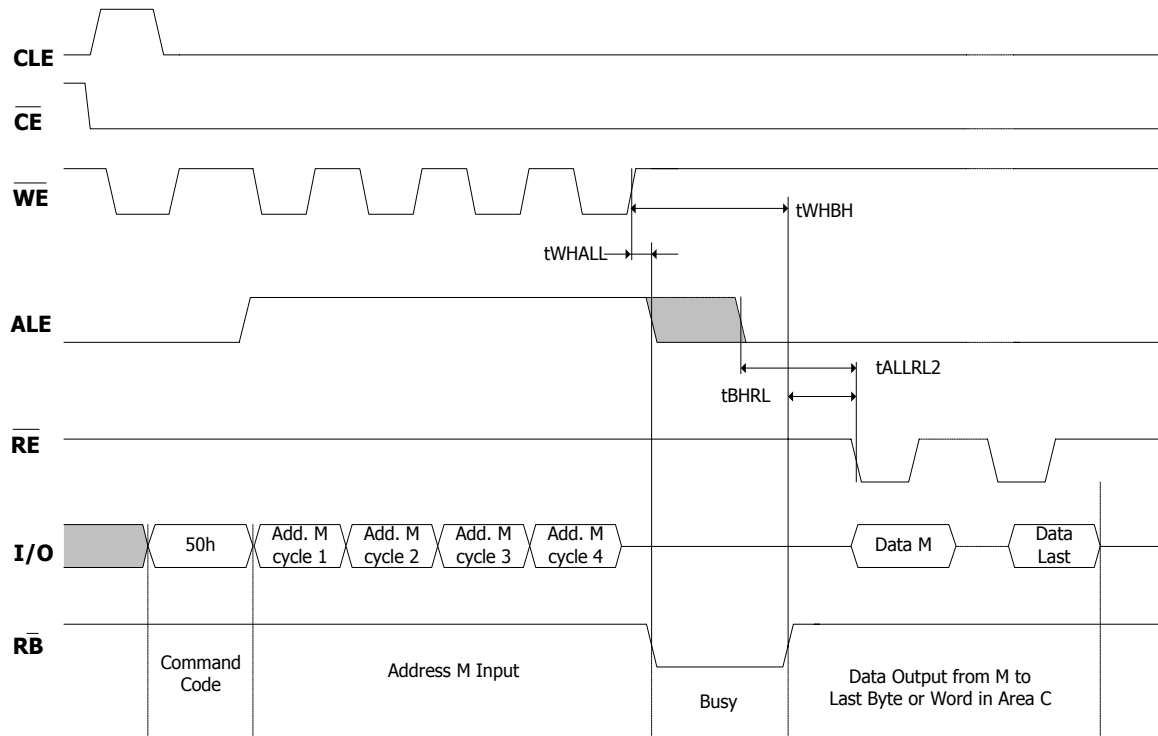 CLE
CE
WE
tWHBH
tWHALL
ALE
tALLRL2
tBHRL
RE
I/O
50h
Add. M
cycle 1
Add. M
cycle 2
Add. M
cycle 3
Add. M
cycle 4
Data M
Data
Last
RB
Command
Code
Address M Input
Busy
Data Output from M to
Last Byte or Word in Area C